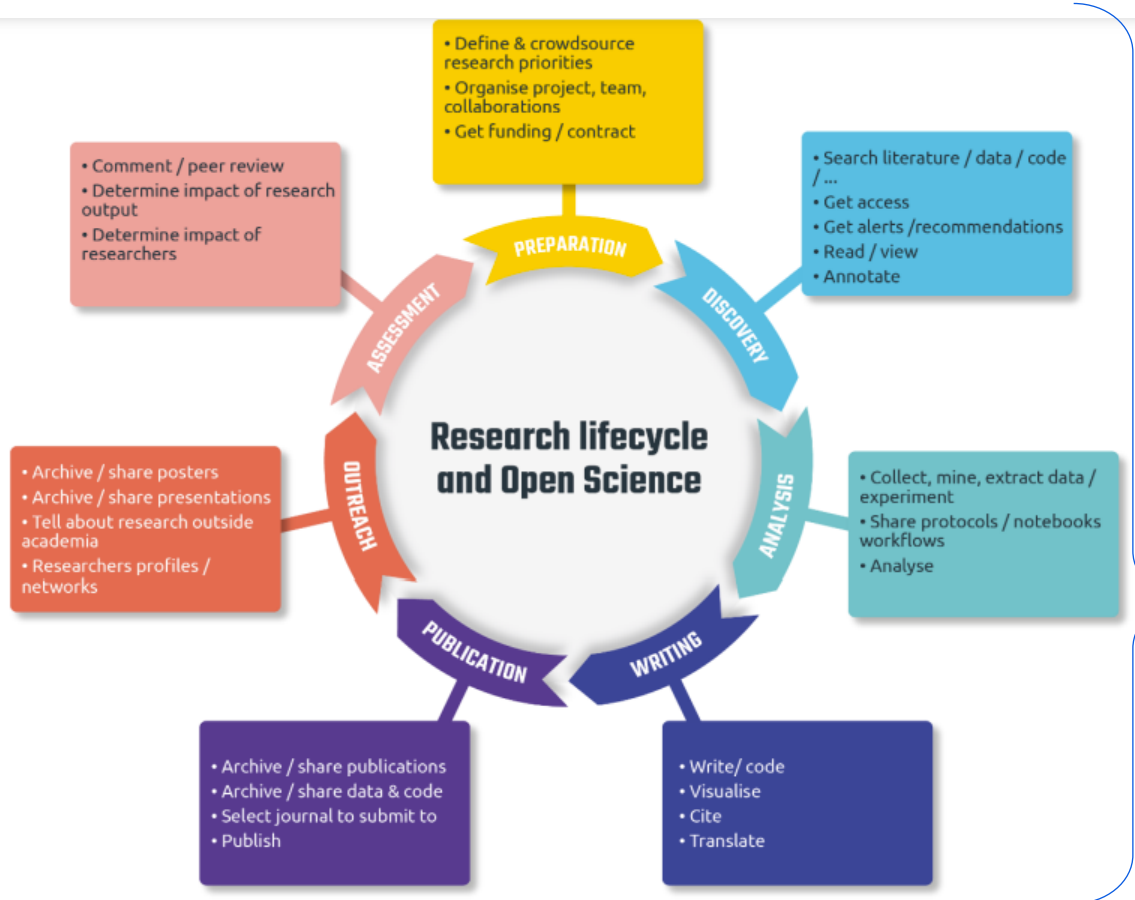 • Define & crowdsource
research priorities
• Organise project, team,
collaborations
• Get funding / contract
PREPARATION
• Search literature / data / code
/ ...
• Get access
• Get alerts /recommendations
• Read / view
• Annotate
DISCOVERY
• Collect, mine, extract data /
experiment
• Share protocols / notebooks
workflows
• Analyse
ANALYSIS
• Write/ code
• Visualise
• Cite
• Translate
WRITING
• Archive / share publications
• Archive / share data & code
• Select journal to submit to
• Publish
PUBLICATION
• Archive / share posters
• Archive / share presentations
• Tell about research outside
academia
• Researchers profiles /
networks
OUTREACH
• Comment / peer review
• Determine impact of research
output
• Determine impact of
researchers
ASSESSMENT
Research lifecycle
and Open Science